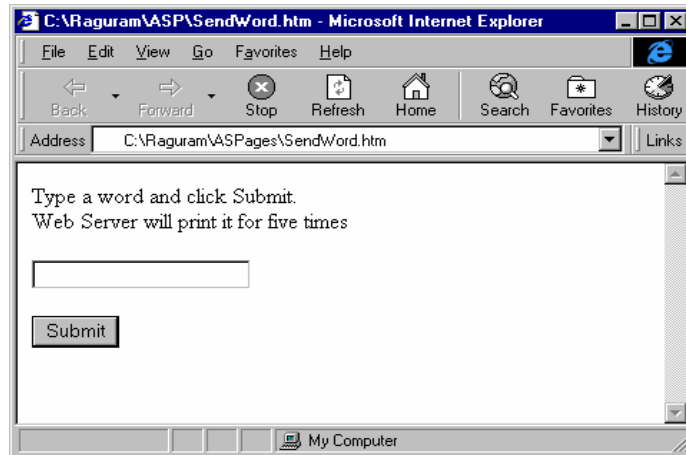 C:\Raguram\ASP\SendWord.htm - Microsoft Internet Explorer
File Edit View Go Favorites Help
Back Forward Stop Refresh Home Search Favorites History
Address C:\Raguram\ASPages\SendWord.htm Links
Type a word and click Submit.
Web Server will print it for five times
Submit
My Computer